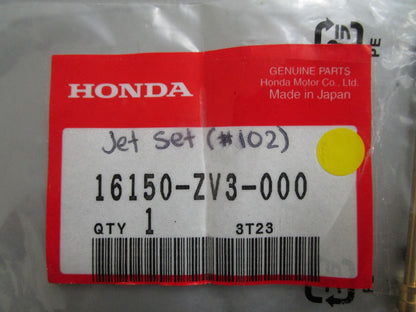 GENUINE PARTS
HONDA
Honda Motor Co., Ltd.
Made in Japan
Jet Set (#102)
16150-ZV3-000
QTY 1
3T23
PE